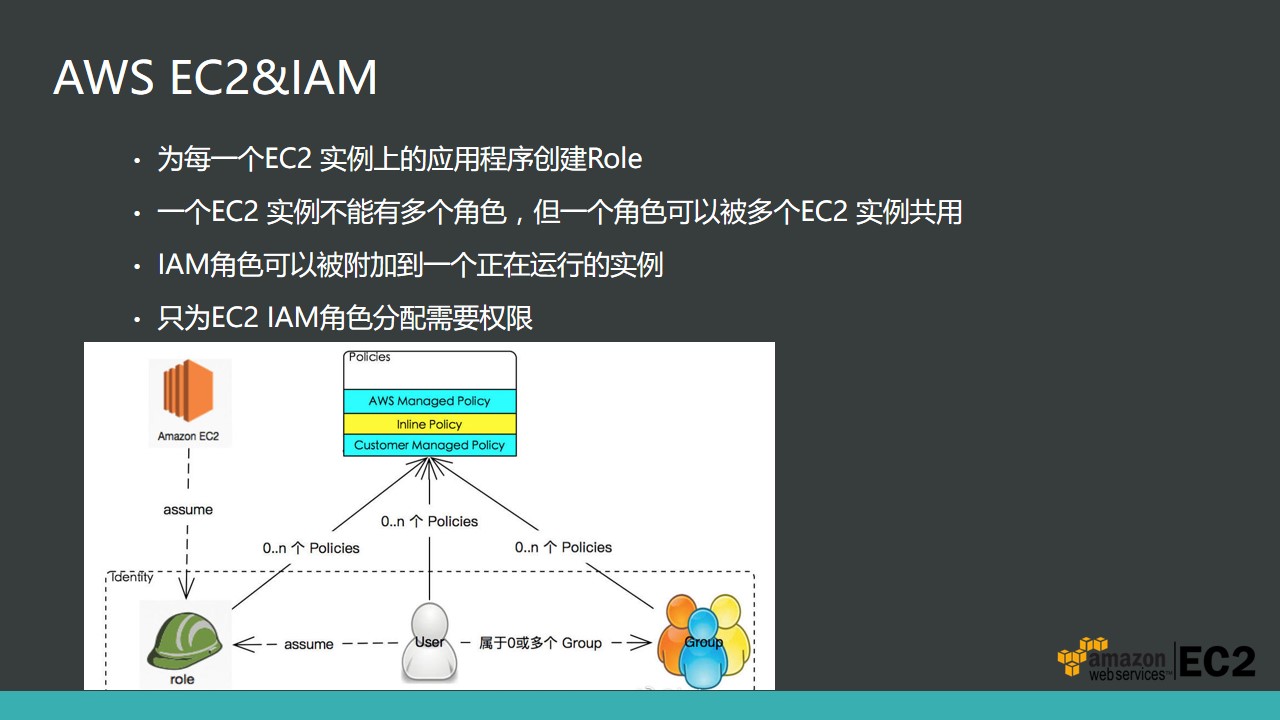 AWS EC2&IAM
• 为每一个EC2 实例上的应用程序创建Role
• 一个EC2 实例不能有多个角色，但一个角色可以被多个EC2 实例共用
• IAM角色可以被附加到一个正在运行的实例
• 只为EC2 IAM角色分配需要权限
Policies
AWS Managed Policy
Inline Policy
Customer Managed Policy
Amazon EC2
assume
0..n 个 Policies
0..n 个 Policies
0..n 个 Policies
Identity
role
assume
User
属于0或多个 Group
Group
amazon
webservices™
EC2